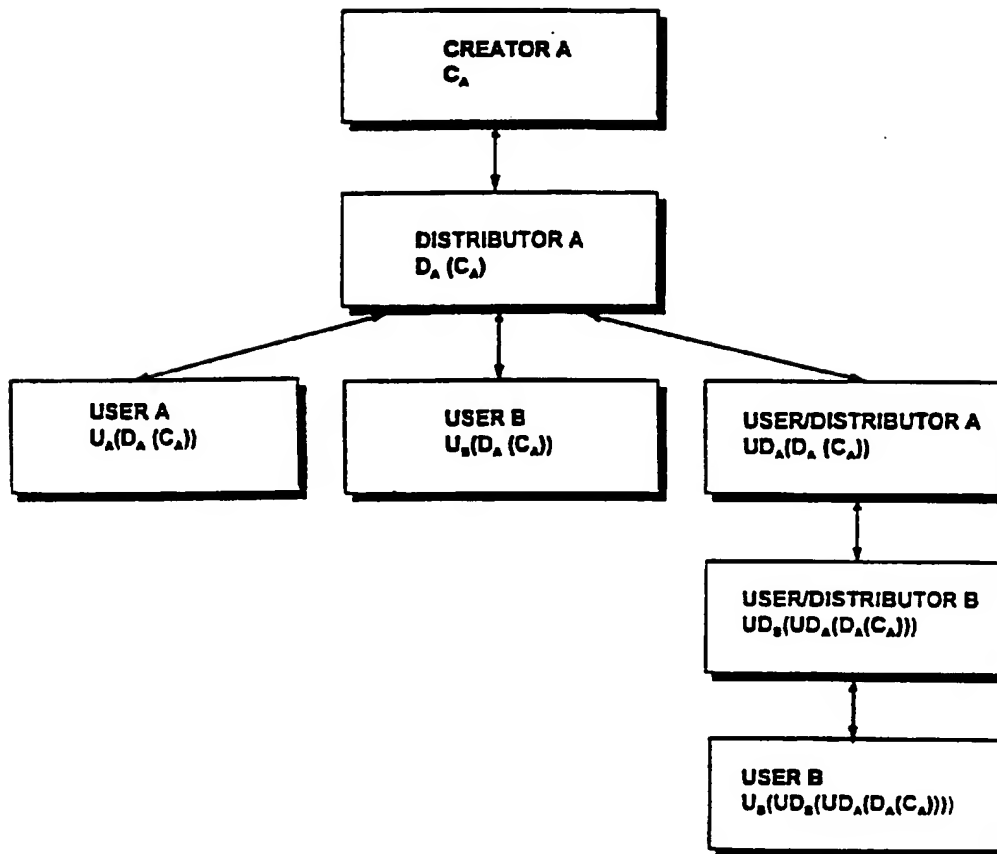 CREATOR A
C_A
DISTRIBUTOR A
D_A (C_A)
USER A
U_A(D_A (C_A))
USER B
U_B(D_A (C_A))
USER/DISTRIBUTOR A
UD_A(D_A (C_A))
USER/DISTRIBUTOR B
UD_B(UD_A(D_A(C_A)))
USER B
U_B(UD_B(UD_A(D_A(C_A))))